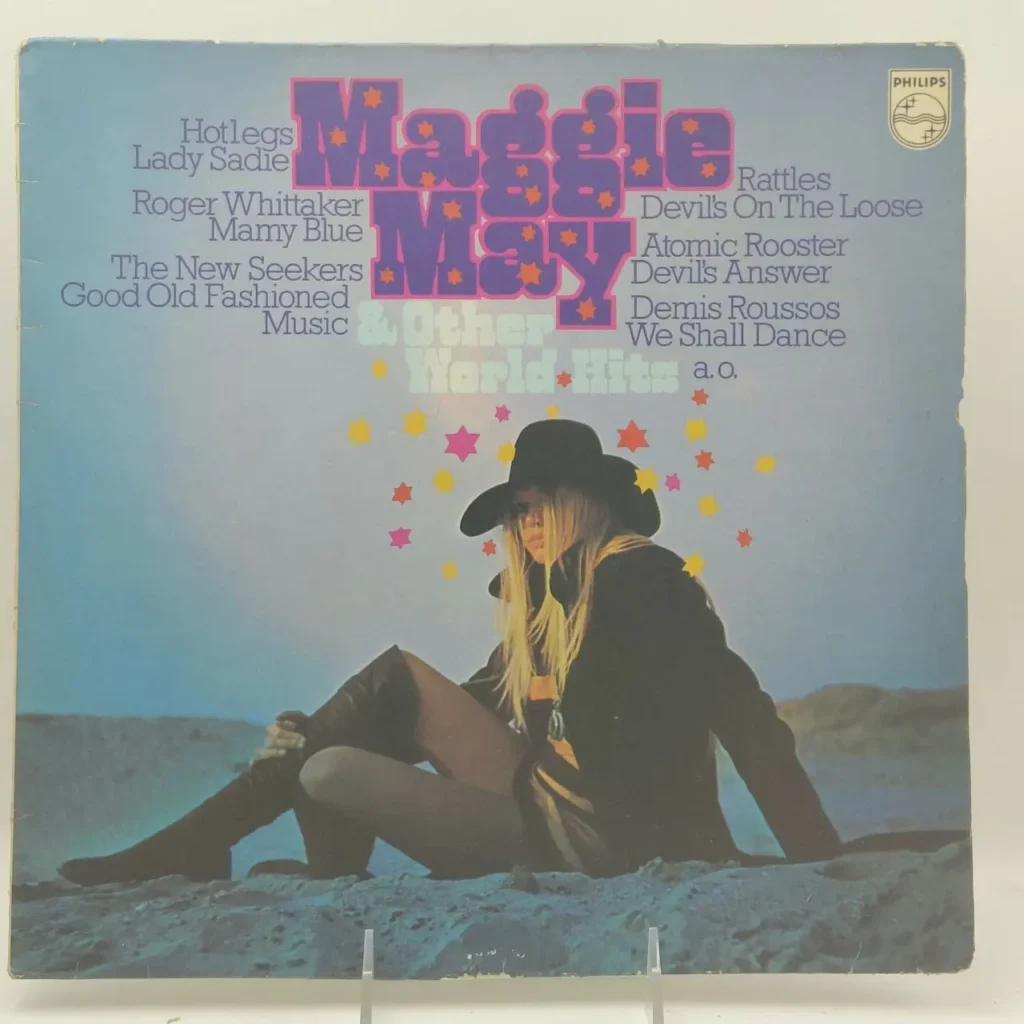 Maggie
May
& Other
World Hits
Hotlegs
Lady Sadie
Roger Whittaker
Mamy Blue
The New Seekers
Good Old Fashioned
Music
Rattles
Devil's On The Loose
Atomic Rooster
Devil's Answer
Demis Roussos
We Shall Dance
a.o.
PHILIPS